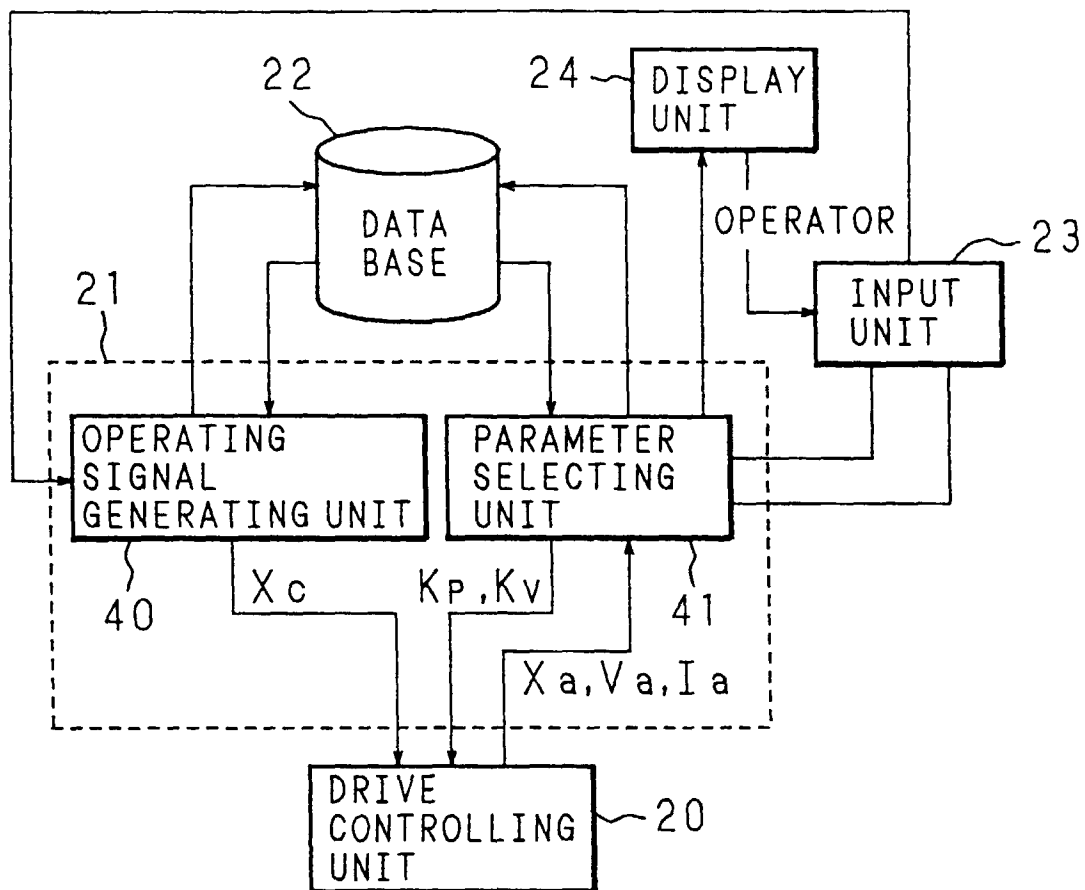 22
24
DISPLAY
UNIT
DATA
BASE
OPERATOR
23
INPUT
UNIT
21
OPERATING
SIGNAL
GENERATING UNIT
PARAMETER
SELECTING
UNIT
40
Xc
KP,KV
41
Xa,Va,Ia
DRIVE
CONTROLLING
UNIT
20